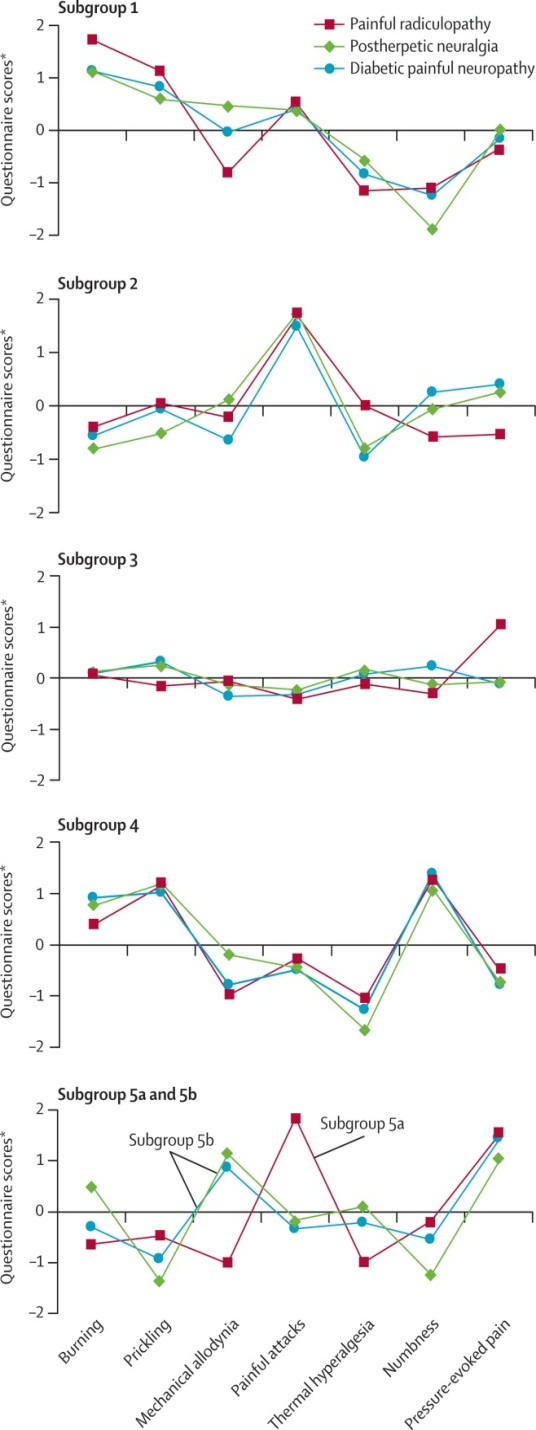 Subgroup 1
Painful radiculopathy
Postherpetic neuralgia
Diabetic painful neuropathy
Questionnaire scores*
2
1
0
–1
–2
Subgroup 2
Questionnaire scores*
2
1
0
–1
–2
Subgroup 3
Questionnaire scores*
2
1
0
–1
–2
Subgroup 4
Questionnaire scores*
2
1
0
–1
–2
Subgroup 5a and 5b
Questionnaire scores*
2
1
0
–1
–2
Subgroup 5b
Subgroup 5a
Burning
Prickling
Mechanical allodynia
Painful attacks
Thermal hyperalgesia
Numbness
Pressure-evoked pain